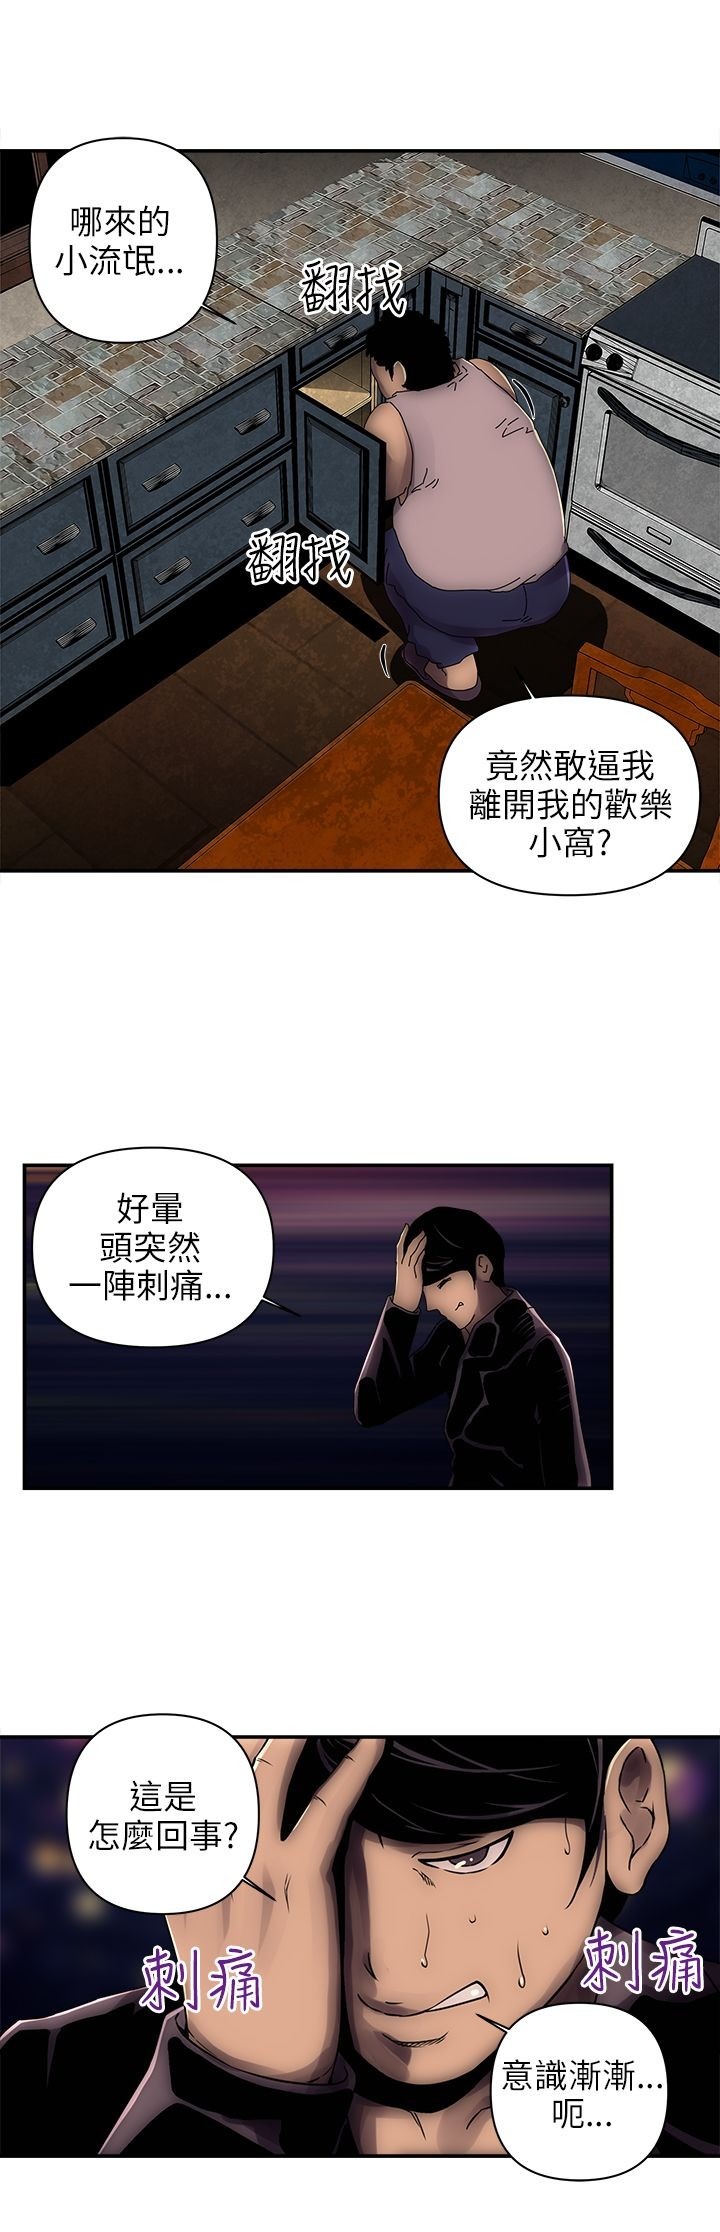 哪來的
小流氓...
翻找
翻找
竟然敢逼我
離開我的歡樂
小窩?
好暈
頭突然
一陣刺痛...
這是
怎麼回事?
刺痛
刺痛
意識漸漸...
呃...